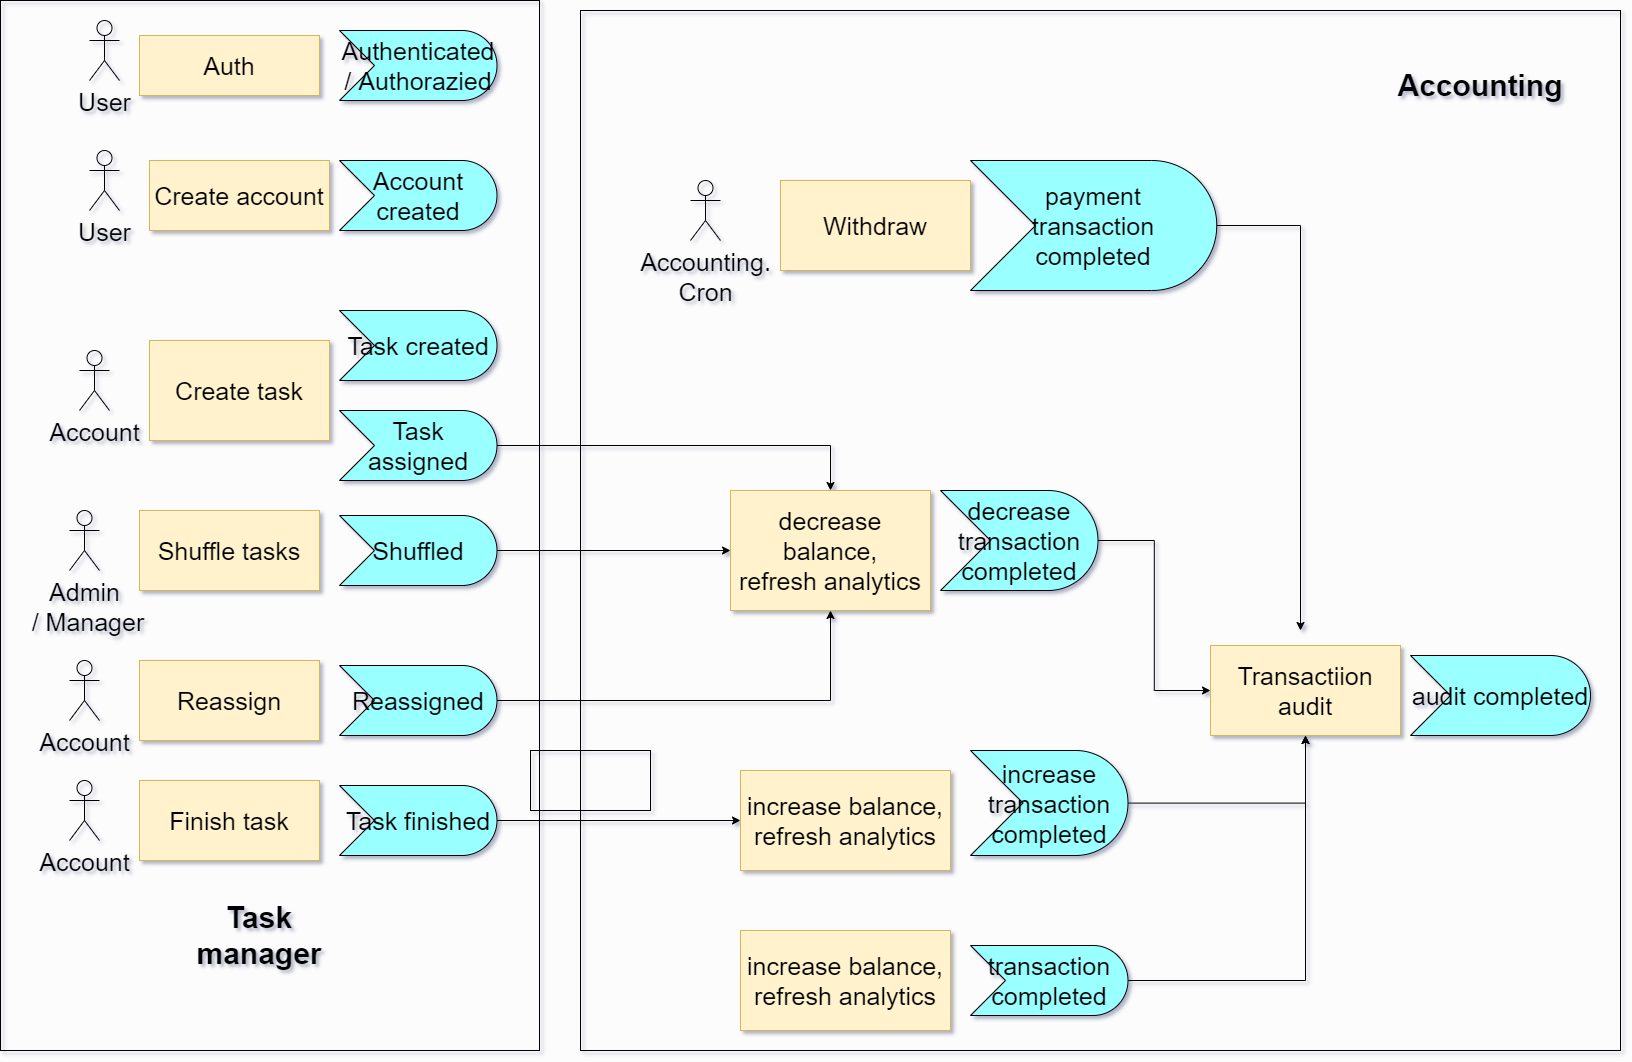 User
Auth
Authenticated
/ Authorazied
User
Create account
Account
created
Account
Create task
Task created
Task
assigned
Admin
/ Manager
Shuffle tasks
Shuffled
Account
Reassign
Reassigned
Account
Finish task
Task finished
Task
manager
Accounting
Accounting.
Cron
Withdraw
payment
transaction
completed
decrease
balance,
refresh analytics
decrease
transaction
completed
Transactiion
audit
audit completed
increase balance,
refresh analytics
increase
transaction
completed
increase balance,
refresh analytics
transaction
completed